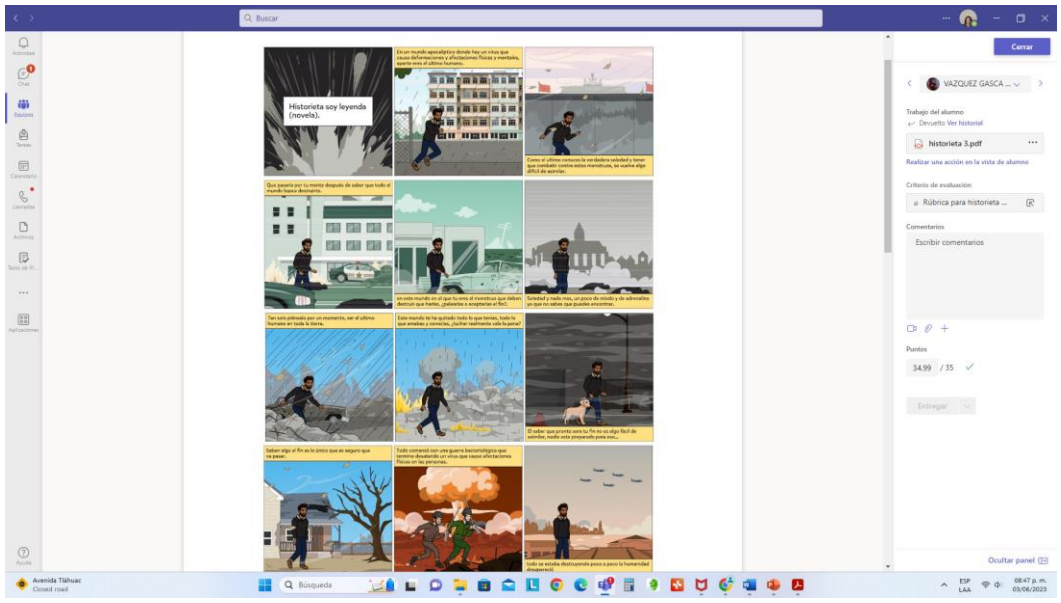 Buscar
Actividad
Chat
Equipos
Tareas
Calendario
Llamadas
Archivos
Aplicaciones
Ayuda
Historieta soy leyenda
(novela).
En un mundo apocalíptico donde hay un virus que
causa deformaciones y afectaciones físicas y mentales,
aparte eres el último humano.
Como el último conoces la verdadera soledad y tener
que combatir contra estos monstruos, se vuelve algo
difícil de asimilar.
Que pasaría por tu mente después de saber que todo el
mundo busca
en este mundo en el que tu eres el monstruo que deben
destruir que harías, ¿pelearías o aceptarías el fin?.
Soledad y nada mas, un poco de miedo y de adrenalina
ya que no sabes que puedes encontrar.
Tan solo piénsalo por un momento, ser el ultimo
humano en toda la tierra.
Este mundo te ha quitado todo lo que tenías, todo lo
que amabas y conocías, ¿luchar realmente vale la pena?
El saber que pronto sera tu fin no es algo fácil de
asimilar, nadie esta preparado para eso...
Saben algo el fin es lo único que es seguro que
va pasar.
Todo comenzó con una guerra bacteriológica que
termino desatando un virus que causó afectaciones
físicas en las personas.
todo se estaba destruyendo poco a poco la humanidad
desapareció
Cerrar
VAZQUEZ GASCA ...
Trabajo del alumno
Devuelto Ver historial
historieta 3.pdf
Realizar una acción en la vista de alumno
Criterio de evaluación
Rúbrica para historieta ...
Comentarios
Escribir comentarios
Puntos
34.99 / 35
Entregar
Ocultar panel
Avenida Tláhuac
Closed road
Búsqueda
ESP
LAA
08:47 p. m.
03/06/2023